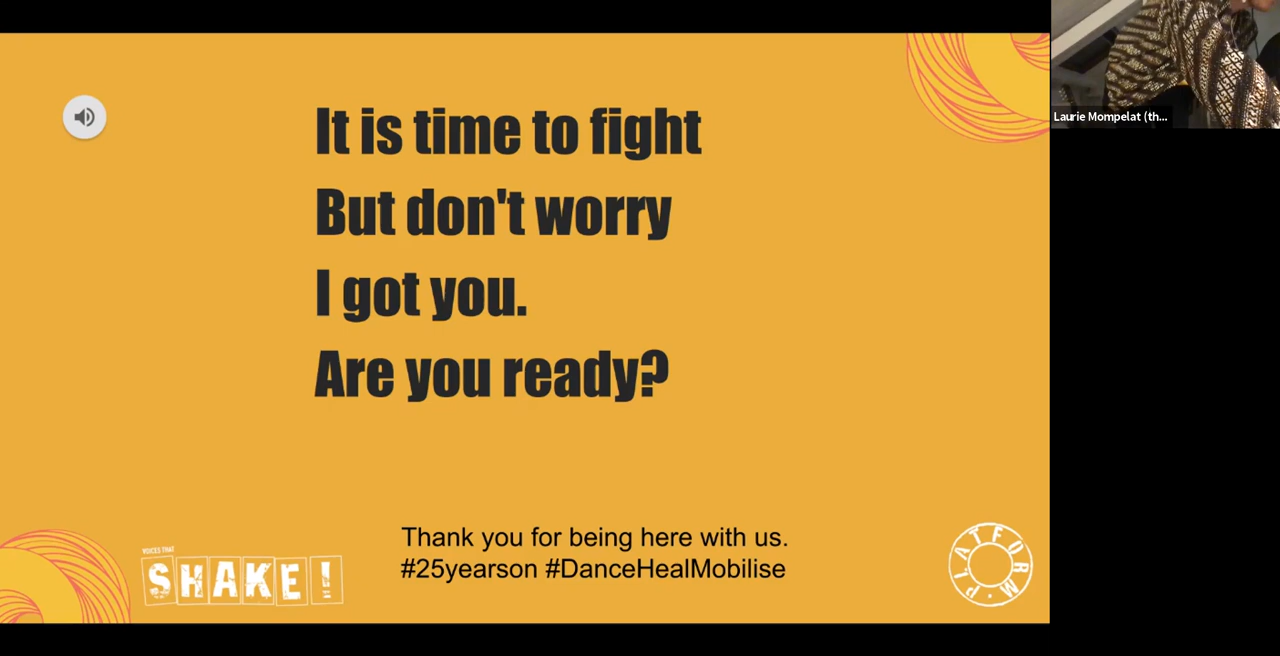 It is time to fight
But don't worry
I got you.
Are you ready?
Thank you for being here with us.
#25yearson #DanceHealMobilise
VOICES THAT
SHAKE!
PLATFORM
Laurie Mompelat (th...